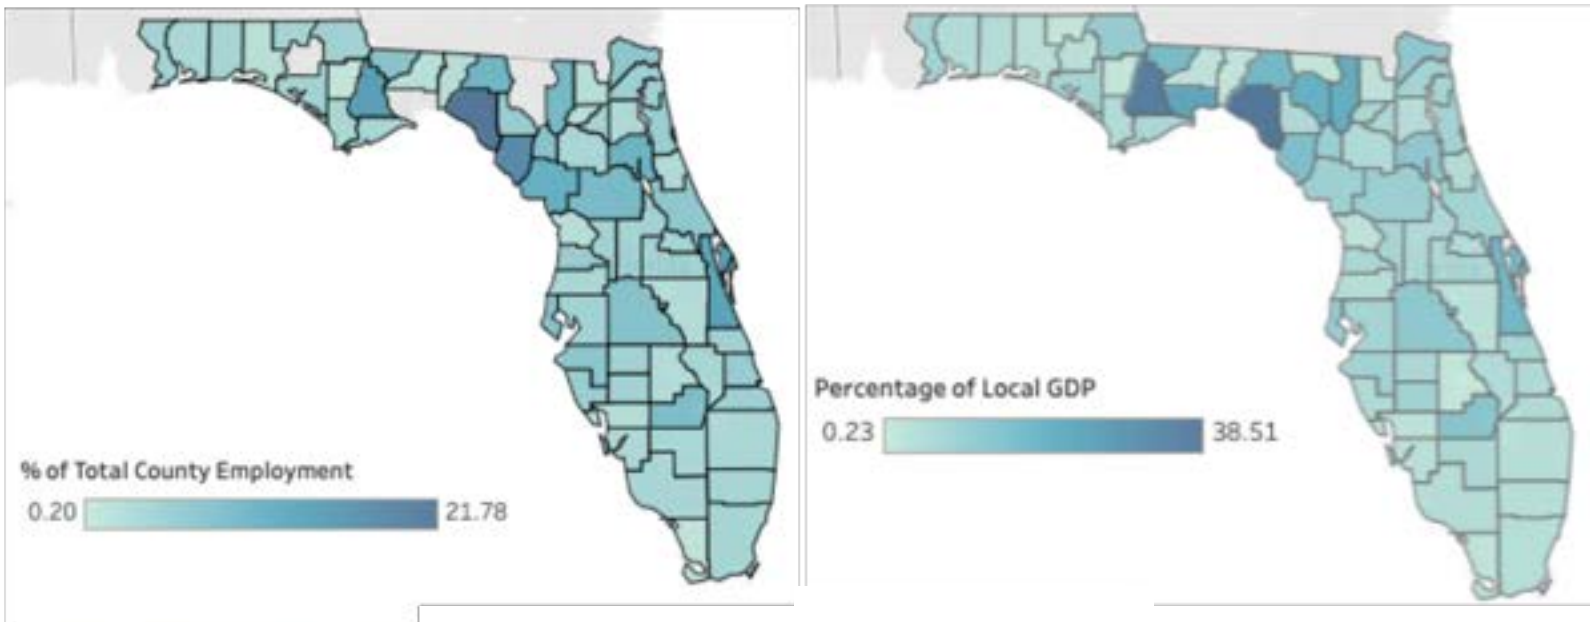 Percentage of Local GDP
0.23 38.51
% of Total County Employment
0.20 21.78